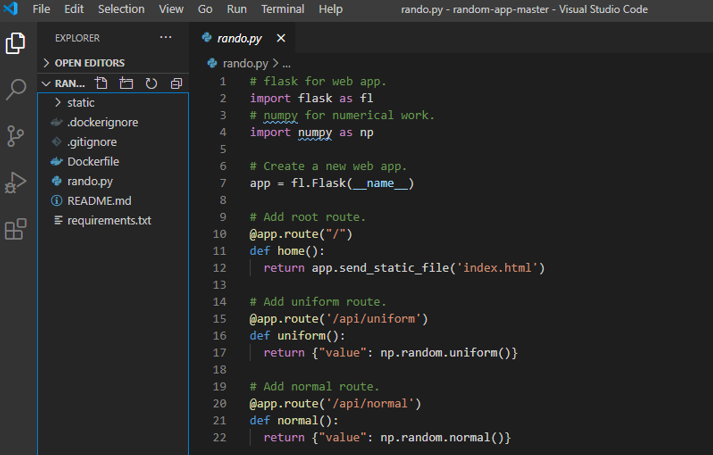 File Edit Selection View Go Run Terminal Help rando.py - random-app-master - Visual Studio Code
EXPLORER ...
OPEN EDITORS
RAN...
static
.dockerignore
.gitignore
Dockerfile
rando.py
README.md
requirements.txt
rando.py
rando.py > ...
1 # flask for web app.
2 import flask as fl
3 # numpy for numerical work.
4 import numpy as np
5
6 # Create a new web app.
7 app = fl.Flask(__name__)
8
9 # Add root route.
10 @app.route("/")
11 def home():
12   return app.send_static_file('index.html')
13
14 # Add uniform route.
15 @app.route('/api/uniform')
16 def uniform():
17   return {"value": np.random.uniform()}
18
19 # Add normal route.
20 @app.route('/api/normal')
21 def normal():
22   return {"value": np.random.normal()}